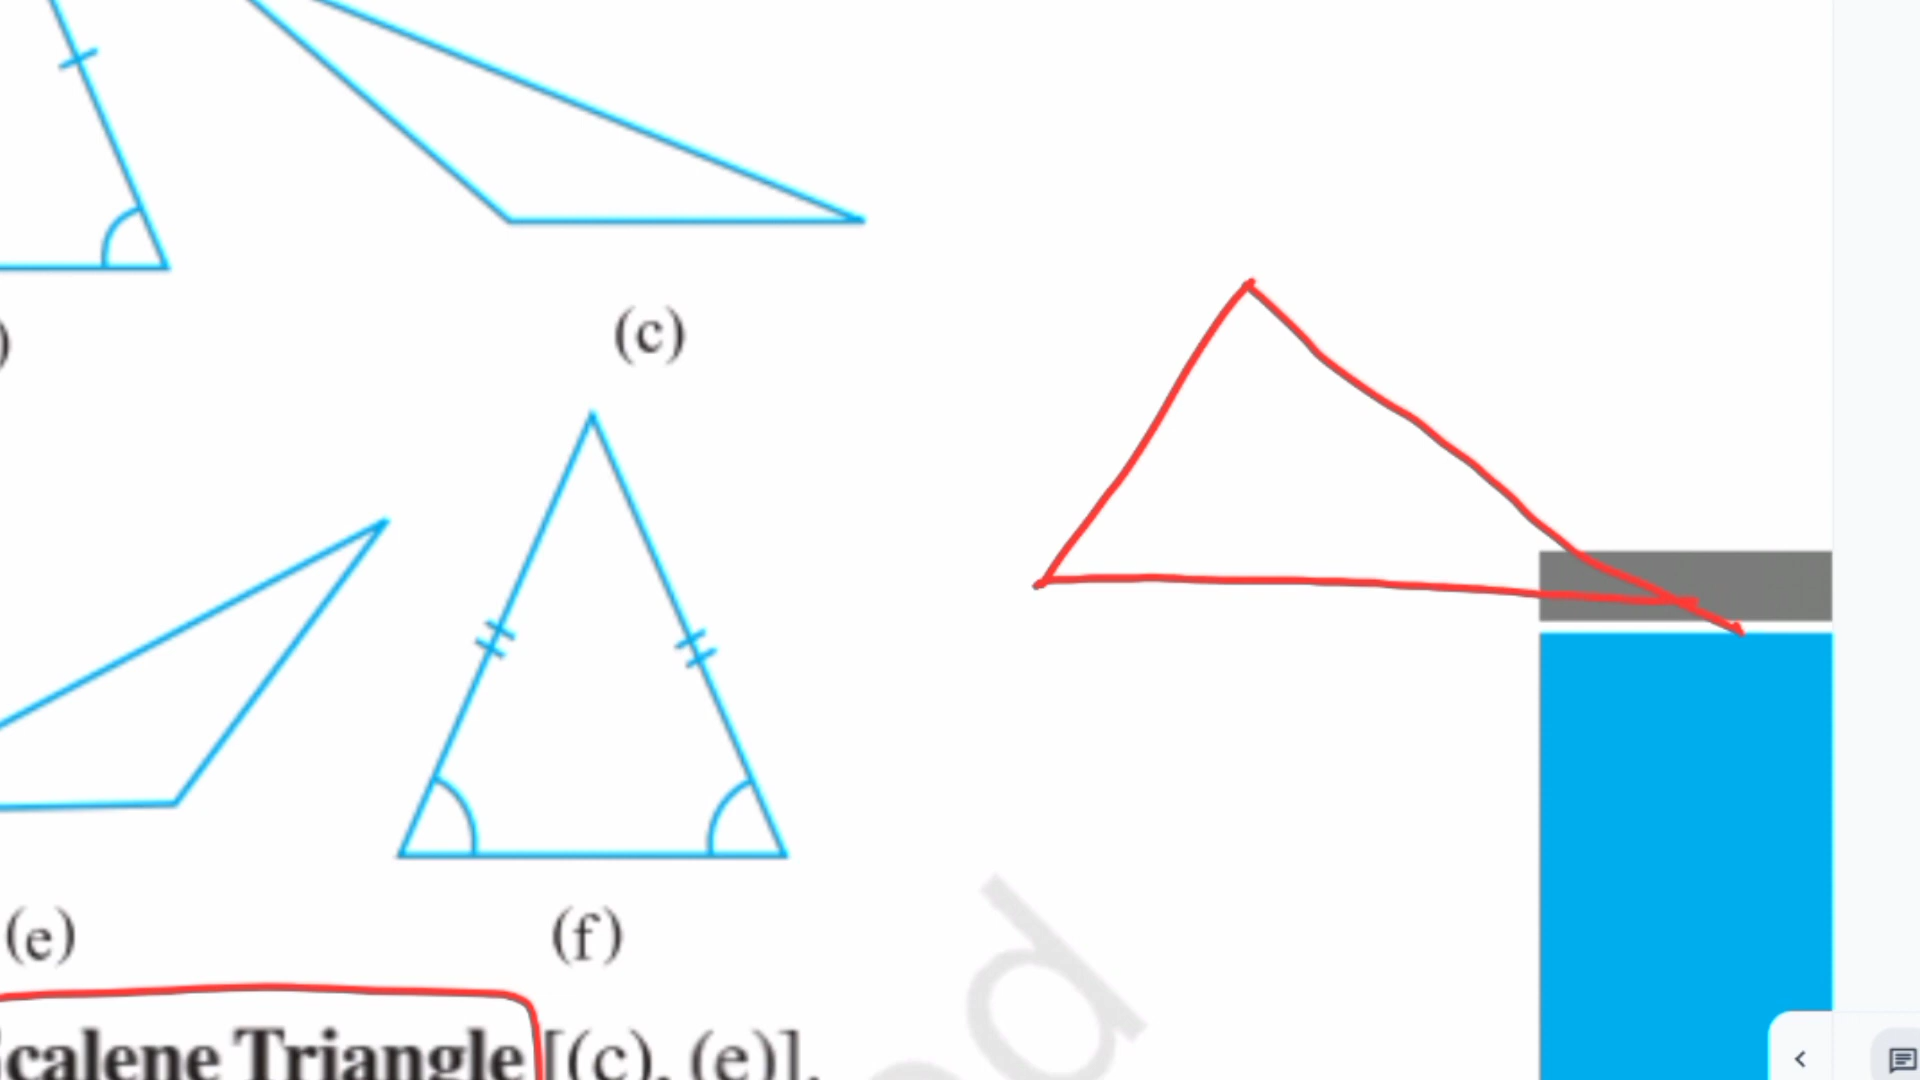 (c)
(e)
(f)
calene Triangle [(c), (e)].